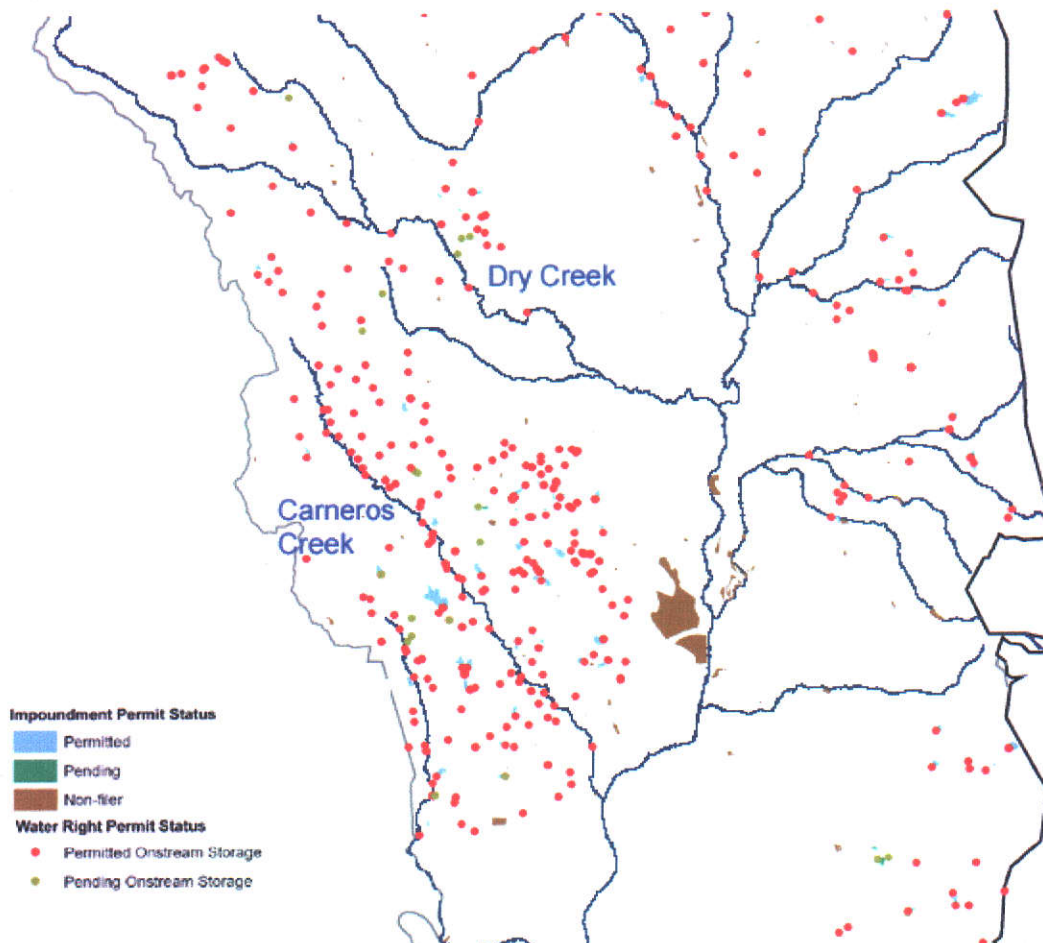 Dry Creek
Carneros
Creek
Impoundment Permit Status
Permitted
Pending
Non-filer
Water Right Permit Status
Permitted Onstream Storage
Pending Onstream Storage